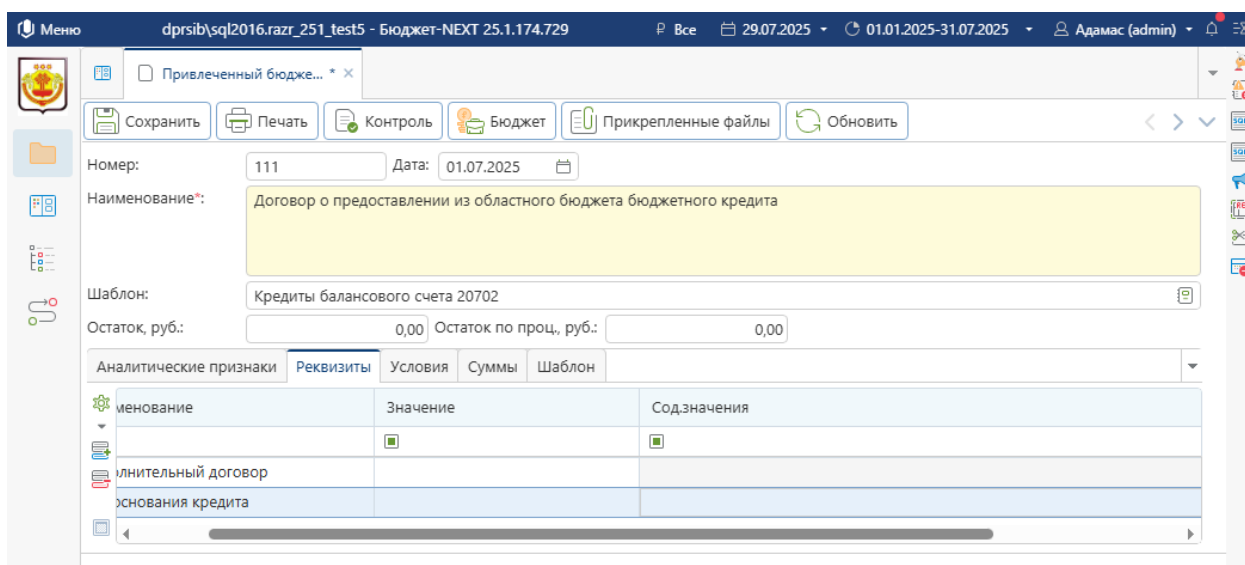 Меню dprsib\sql2016.razr_251_test5 - Бюджет-NEXT 25.1.174.729 ₽ Все 29.07.2025 01.01.2025-31.07.2025 Адамас (admin)
Привлеченный бюдже... *
Сохранить Печать Контроль Бюджет Прикрепленные файлы Обновить
Номер: 111 Дата: 01.07.2025
Наименование*: Договор о предоставлении из областного бюджета бюджетного кредита
Шаблон: Кредиты балансового счета 20702
Остаток, руб.: 0,00 Остаток по проц., руб.: 0,00
Аналитические признаки Реквизиты Условия Суммы Шаблон
менование Значение Сод.значения
олнительный договор
основания кредита